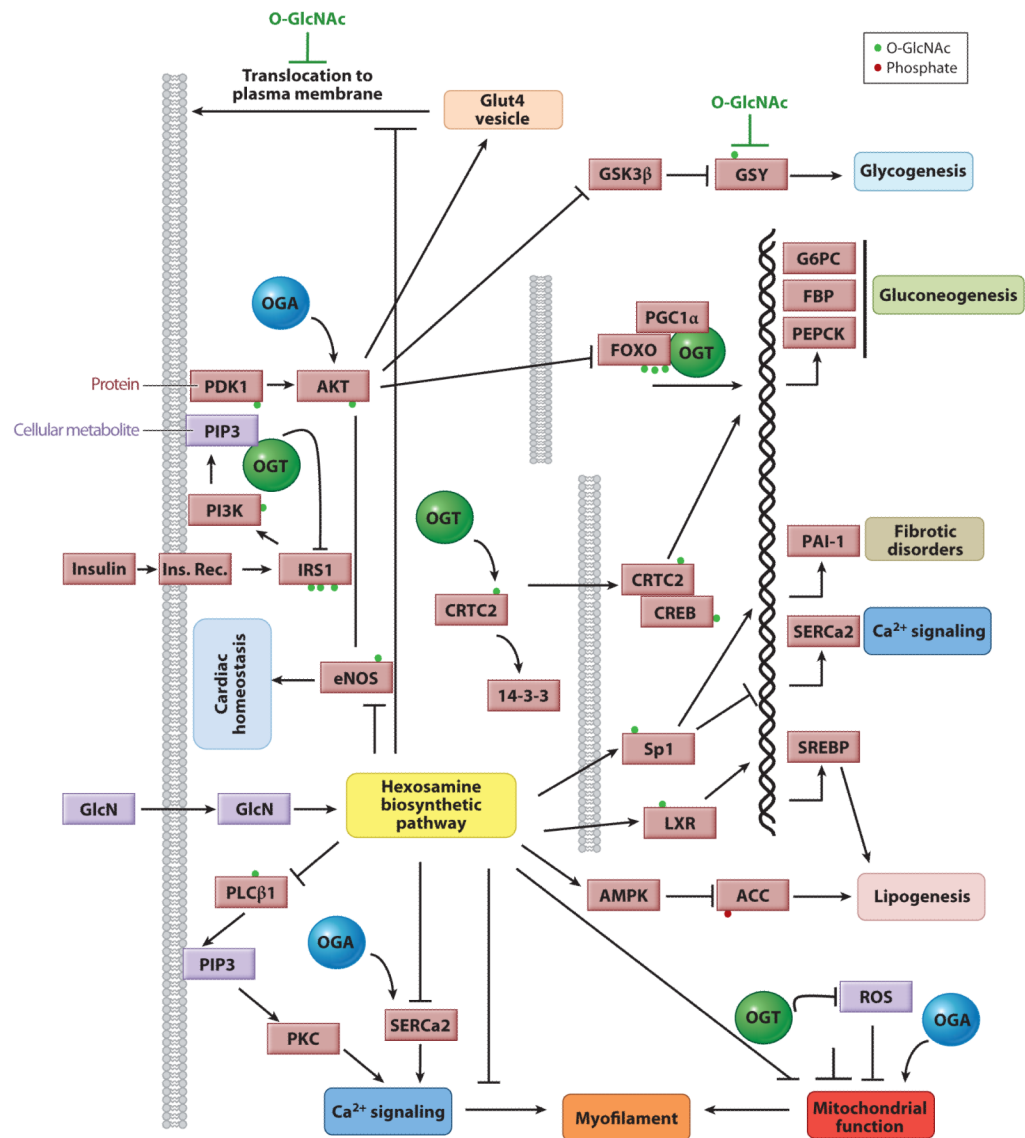 O-GlcNAc
O-GlcNAc
Phosphate
Translocation to
plasma membrane
Glut4
vesicle
O-GlcNAc
GSK3β
GSY
Glycogenesis
G6PC
FBP
PEPCK
Gluconeogenesis
OGA
PGC1α
FOXO
OGT
Protein
PDK1
AKT
Cellular metabolite
PIP3
OGT
PI3K
OGT
Insulin
Ins. Rec.
IRS1
CRTC2
CRTC2
CREB
PAI-1
Fibrotic
disorders
SERCa2
Ca²⁺ signaling
Cardiac
homeostasis
eNOS
14-3-3
Sp1
SREBP
GlcN
GlcN
Hexosamine
biosynthetic
pathway
LXR
PLCβ1
AMPK
ACC
Lipogenesis
PIP3
OGA
PKC
SERCa2
OGT
ROS
OGA
Ca²⁺ signaling
Myofilament
Mitochondrial
function